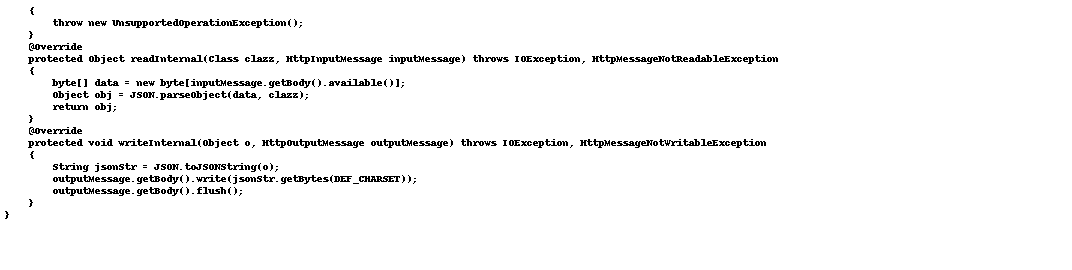 {
throw new UnsupportedOperationException();
}
@Override
protected Object readInternal(Class clazz, HttpInputMessage inputMessage) throws IOException, HttpMessageNotReadableException
{
byte[] data = new byte[inputMessage.getBody().available()];
Object obj = JSON.parseObject(data, clazz);
return obj;
}
@Override
protected void writeInternal(Object o, HttpOutputMessage outputMessage) throws IOException, HttpMessageNotWritableException
{
String jsonStr = JSON.toJSONString(o);
outputMessage.getBody().write(jsonStr.getBytes(DEF_CHARSET));
outputMessage.getBody().flush();
}
}